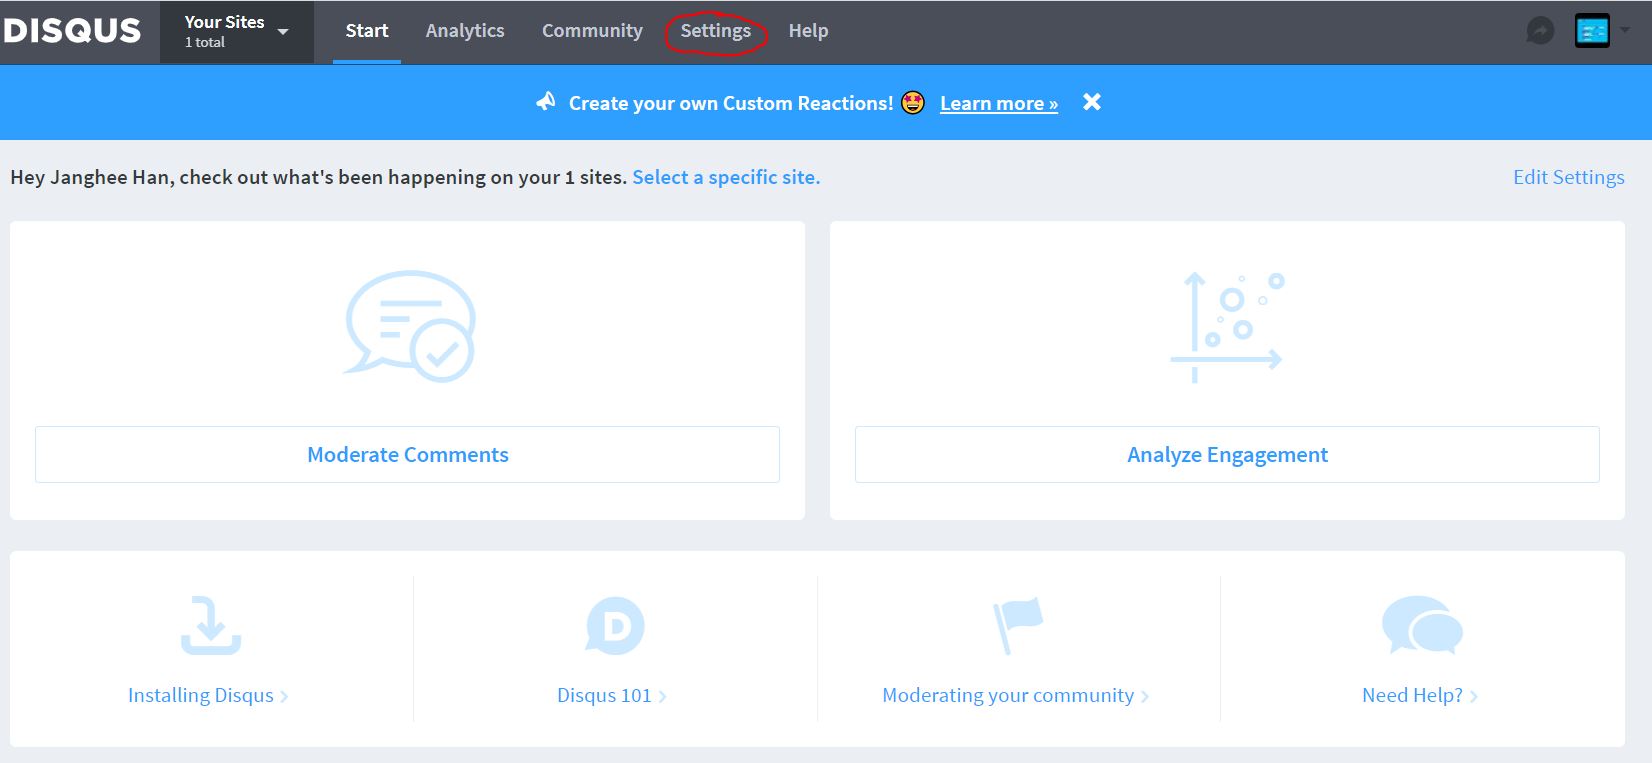 DISQUS
Your Sites
1 total
Start
Analytics
Community
Settings
Help
Create your own Custom Reactions! 🤩 Learn more »
Hey Janghee Han, check out what's been happening on your 1 sites. Select a specific site.
Edit Settings
Moderate Comments
Analyze Engagement
D
Installing Disqus
Disqus 101
Moderating your community
Need Help?